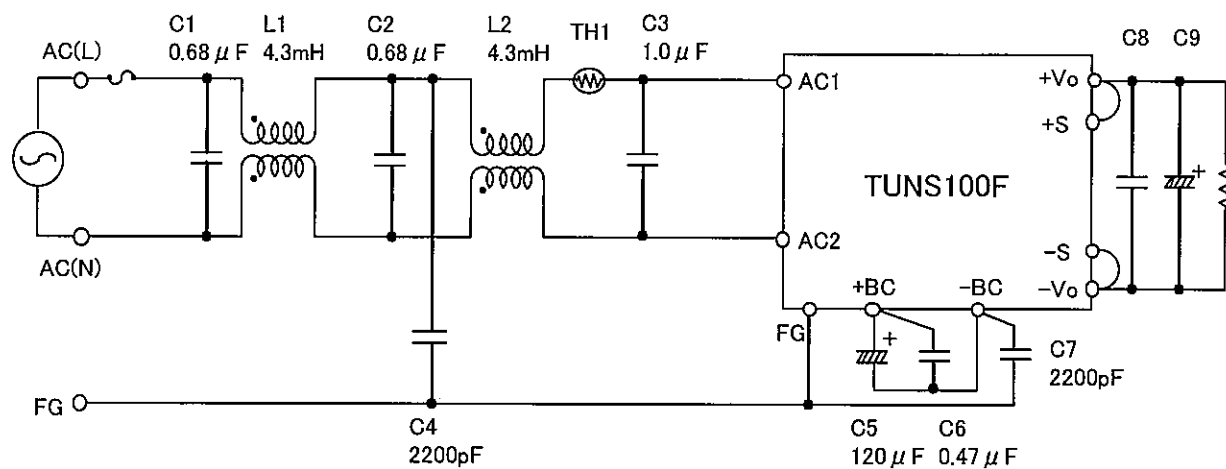 C1
0.68μF
L1
4.3mH
C2
0.68μF
L2
4.3mH
TH1
C3
1.0μF
C8
C9
AC(L)
AC(N)
AC1
AC2
TUNS100F
+Vo
+S
-S
-Vo
+BC
-BC
FG
+
+
C7
2200pF
FG
C4
2200pF
C5
120μF
C6
0.47μF